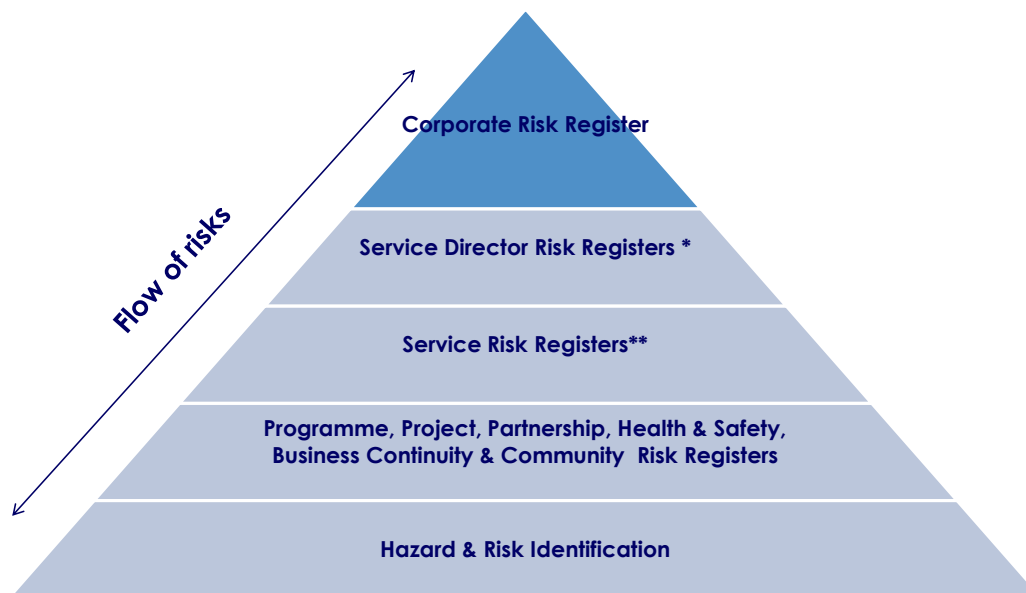 Corporate Risk Register
Flow of risks
Service Director Risk Registers *
Service Risk Registers**
Programme, Project, Partnership, Health & Safety,
Business Continuity & Community Risk Registers
Hazard & Risk Identification